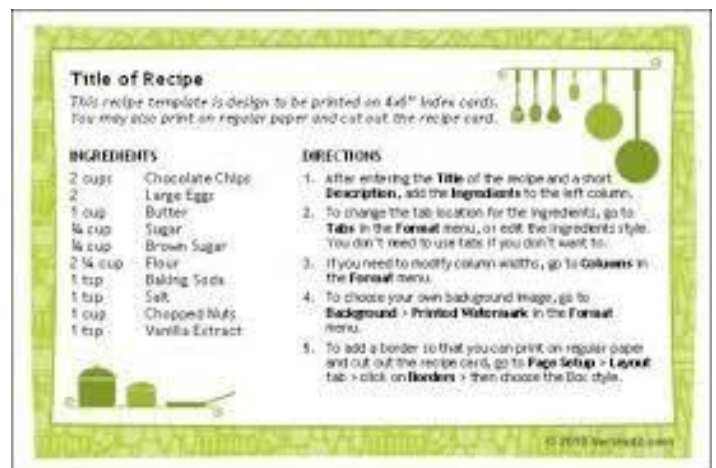 Title of Recipe
This recipe template is design to be printed on 4x6" index cards.
You may also print on regular paper and cut out the recipe card.
INGREDIENTS
2 cups Chocolate Chips
2 Large Eggs
1 cup Butter
¾ cup Sugar
¾ cup Brown Sugar
2 ¼ cup Flour
1 tsp Baking Soda
1 tsp Salt
1 cup Chopped Nuts
1 tsp Vanilla Extract
DIRECTIONS
1. After entering the Title of the recipe and a short
Description, add the Ingredients to the left column.
2. To change the tab location for the ingredients, go to
Tabs in the Format menu, or edit the Ingredients style.
You don't need to use tabs if you don't want to.
3. If you need to modify column widths, go to Columns in
the Format menu.
4. To choose your own background image, go to
Background > Printed Watermark in the Format
menu.
5. To add a border so that you can print on regular paper
and cut out the recipe card, go to Page Setup > Layout
tab > click on Borders > then choose the Box style.
© 2010 Vertex42.com